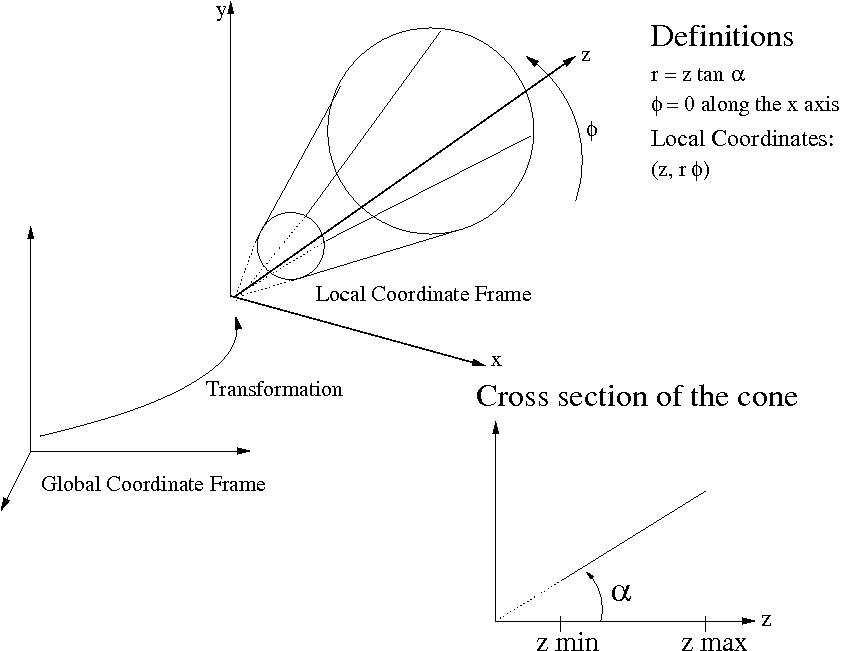 y
z
Definitions
r = z tan α
ϕ = 0 along the x axis
Local Coordinates:
(z, r ϕ)
ϕ
Local Coordinate Frame
x
Transformation
Global Coordinate Frame
Cross section of the cone
α
z
z min
z max